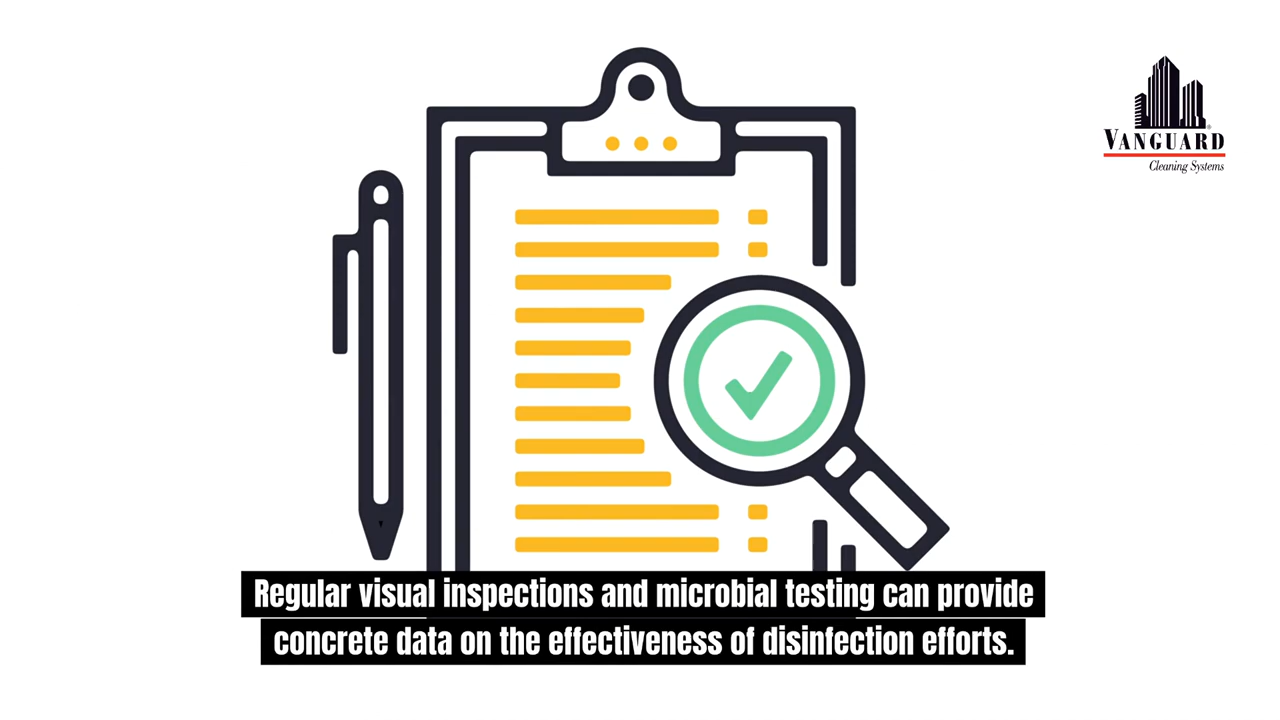 VANGUARD
Cleaning Systems
Regular visual inspections and microbial testing can provide
concrete data on the effectiveness of disinfection efforts.